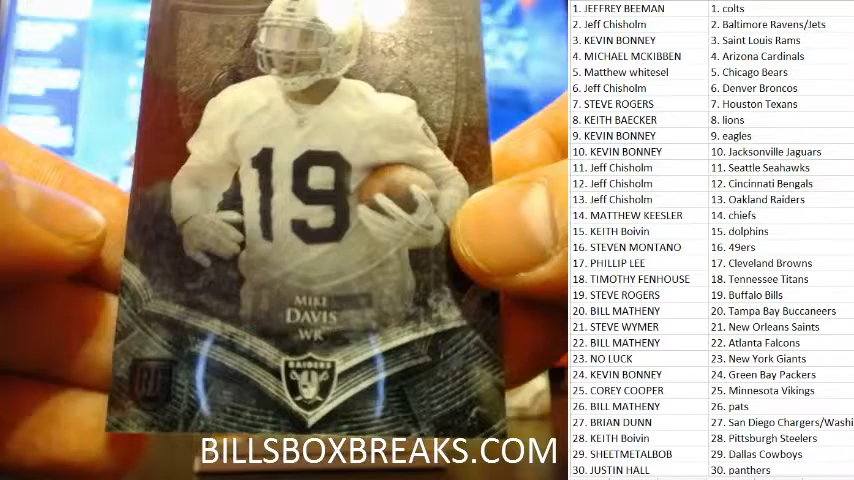 19
MIKE
DAVIS
WR
RAIDERS
BILLSBOXBREAKS.COM
1. JEFFREY BEEMAN 1. colts
2. Jeff Chisholm 2. Baltimore Ravens/Jets
3. KEVIN BONNEY 3. Saint Louis Rams
4. MICHAEL MCKIBBEN 4. Arizona Cardinals
5. Matthew whitesel 5. Chicago Bears
6. Jeff Chisholm 6. Denver Broncos
7. STEVE ROGERS 7. Houston Texans
8. KEITH BAECKER 8. lions
9. KEVIN BONNEY 9. eagles
10. KEVIN BONNEY 10. Jacksonville Jaguars
11. Jeff Chisholm 11. Seattle Seahawks
12. Jeff Chisholm 12. Cincinnati Bengals
13. Jeff Chisholm 13. Oakland Raiders
14. MATTHEW KEESLER 14. chiefs
15. KEITH Boivin 15. dolphins
16. STEVEN MONTANO 16. 49ers
17. PHILLIP LEE 17. Cleveland Browns
18. TIMOTHY FENHOUSE 18. Tennessee Titans
19. STEVE ROGERS 19. Buffalo Bills
20. BILL MATHENY 20. Tampa Bay Buccaneers
21. STEVE WYMER 21. New Orleans Saints
22. BILL MATHENY 22. Atlanta Falcons
23. NO LUCK 23. New York Giants
24. KEVIN BONNEY 24. Green Bay Packers
25. COREY COOPER 25. Minnesota Vikings
26. BILL MATHENY 26. pats
27. BRIAN DUNN 27. San Diego Chargers/Washi
28. KEITH Boivin 28. Pittsburgh Steelers
29. SHEETMETALBOB 29. Dallas Cowboys
30. JUSTIN HALL 30. panthers